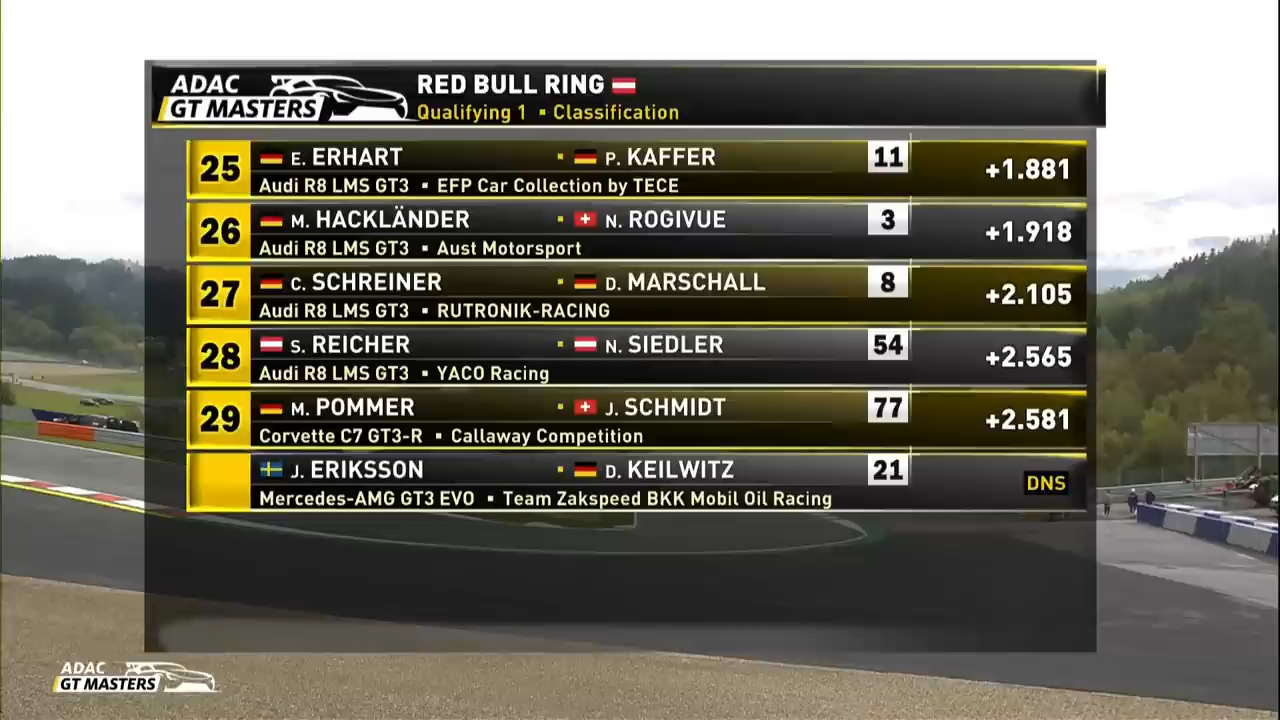 ADAC
GT MASTERS
RED BULL RING
Qualifying 1 ▪ Classification
25 E. ERHART ▪ P. KAFFER 11 +1.881
Audi R8 LMS GT3 ▪ EFP Car Collection by TECE
26 M. HACKLÄNDER ▪ N. ROGIVUE 3 +1.918
Audi R8 LMS GT3 ▪ Aust Motorsport
27 C. SCHREINER ▪ D. MARSCHALL 8 +2.105
Audi R8 LMS GT3 ▪ RUTRONIK-RACING
28 S. REICHER ▪ N. SIEDLER 54 +2.565
Audi R8 LMS GT3 ▪ YACO Racing
29 M. POMMER ▪ J. SCHMIDT 77 +2.581
Corvette C7 GT3-R ▪ Callaway Competition
J. ERIKSSON ▪ D. KEILWITZ 21 DNS
Mercedes-AMG GT3 EVO ▪ Team Zakspeed BKK Mobil Oil Racing
ADAC
GT MASTERS